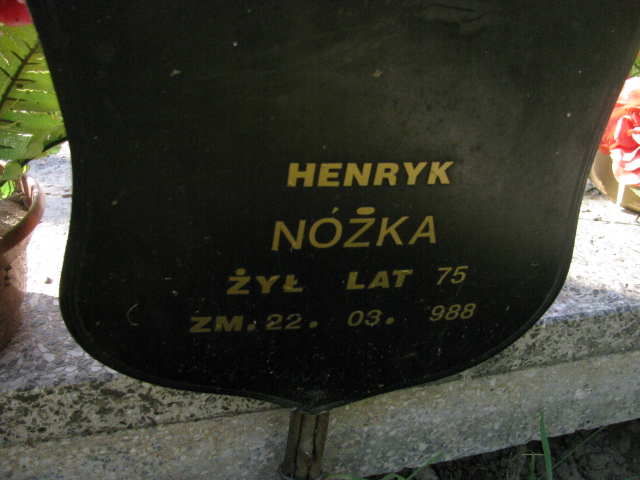 HENRYK
NÓŻKA
ŻYŁ LAT 75
ZM. 22. 03. 988